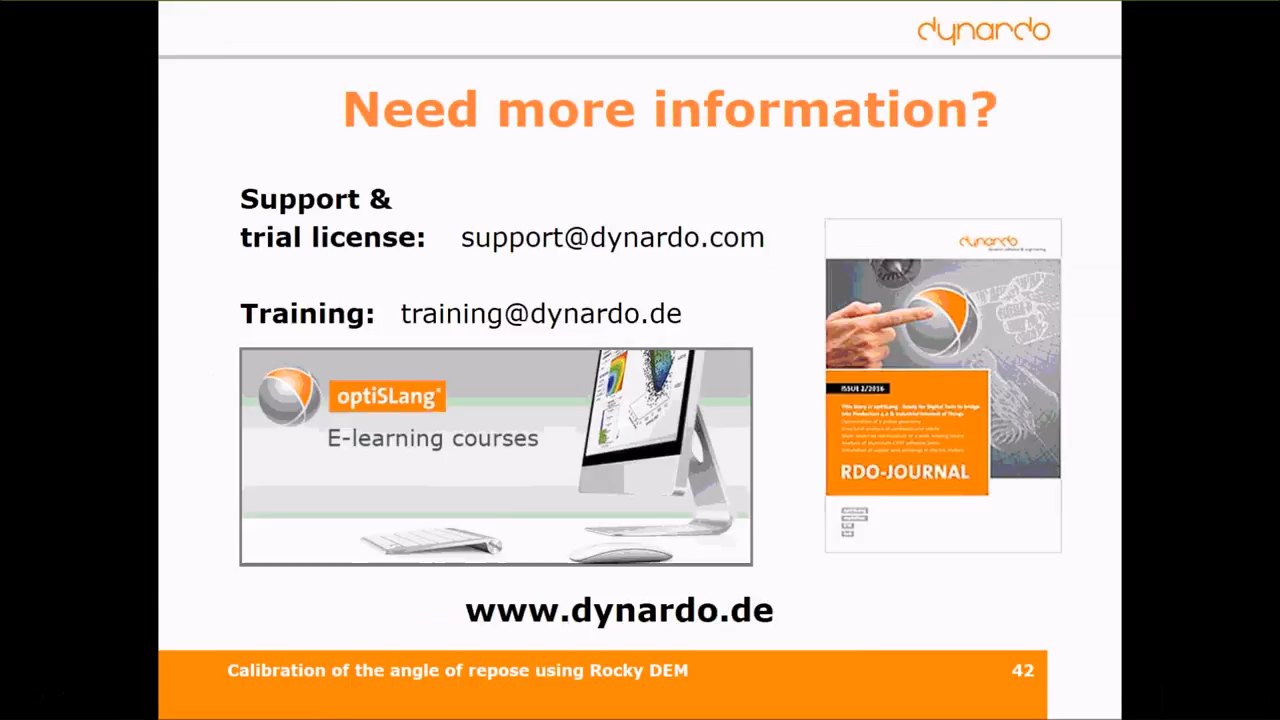 dynardo
Need more information?
Support &
trial license: support@dynardo.com
Training: training@dynardo.de
optiSLang®
E-learning courses
dynardo
ISSUE 2/2016
RDO-JOURNAL
www.dynardo.de
Calibration of the angle of repose using Rocky DEM 42